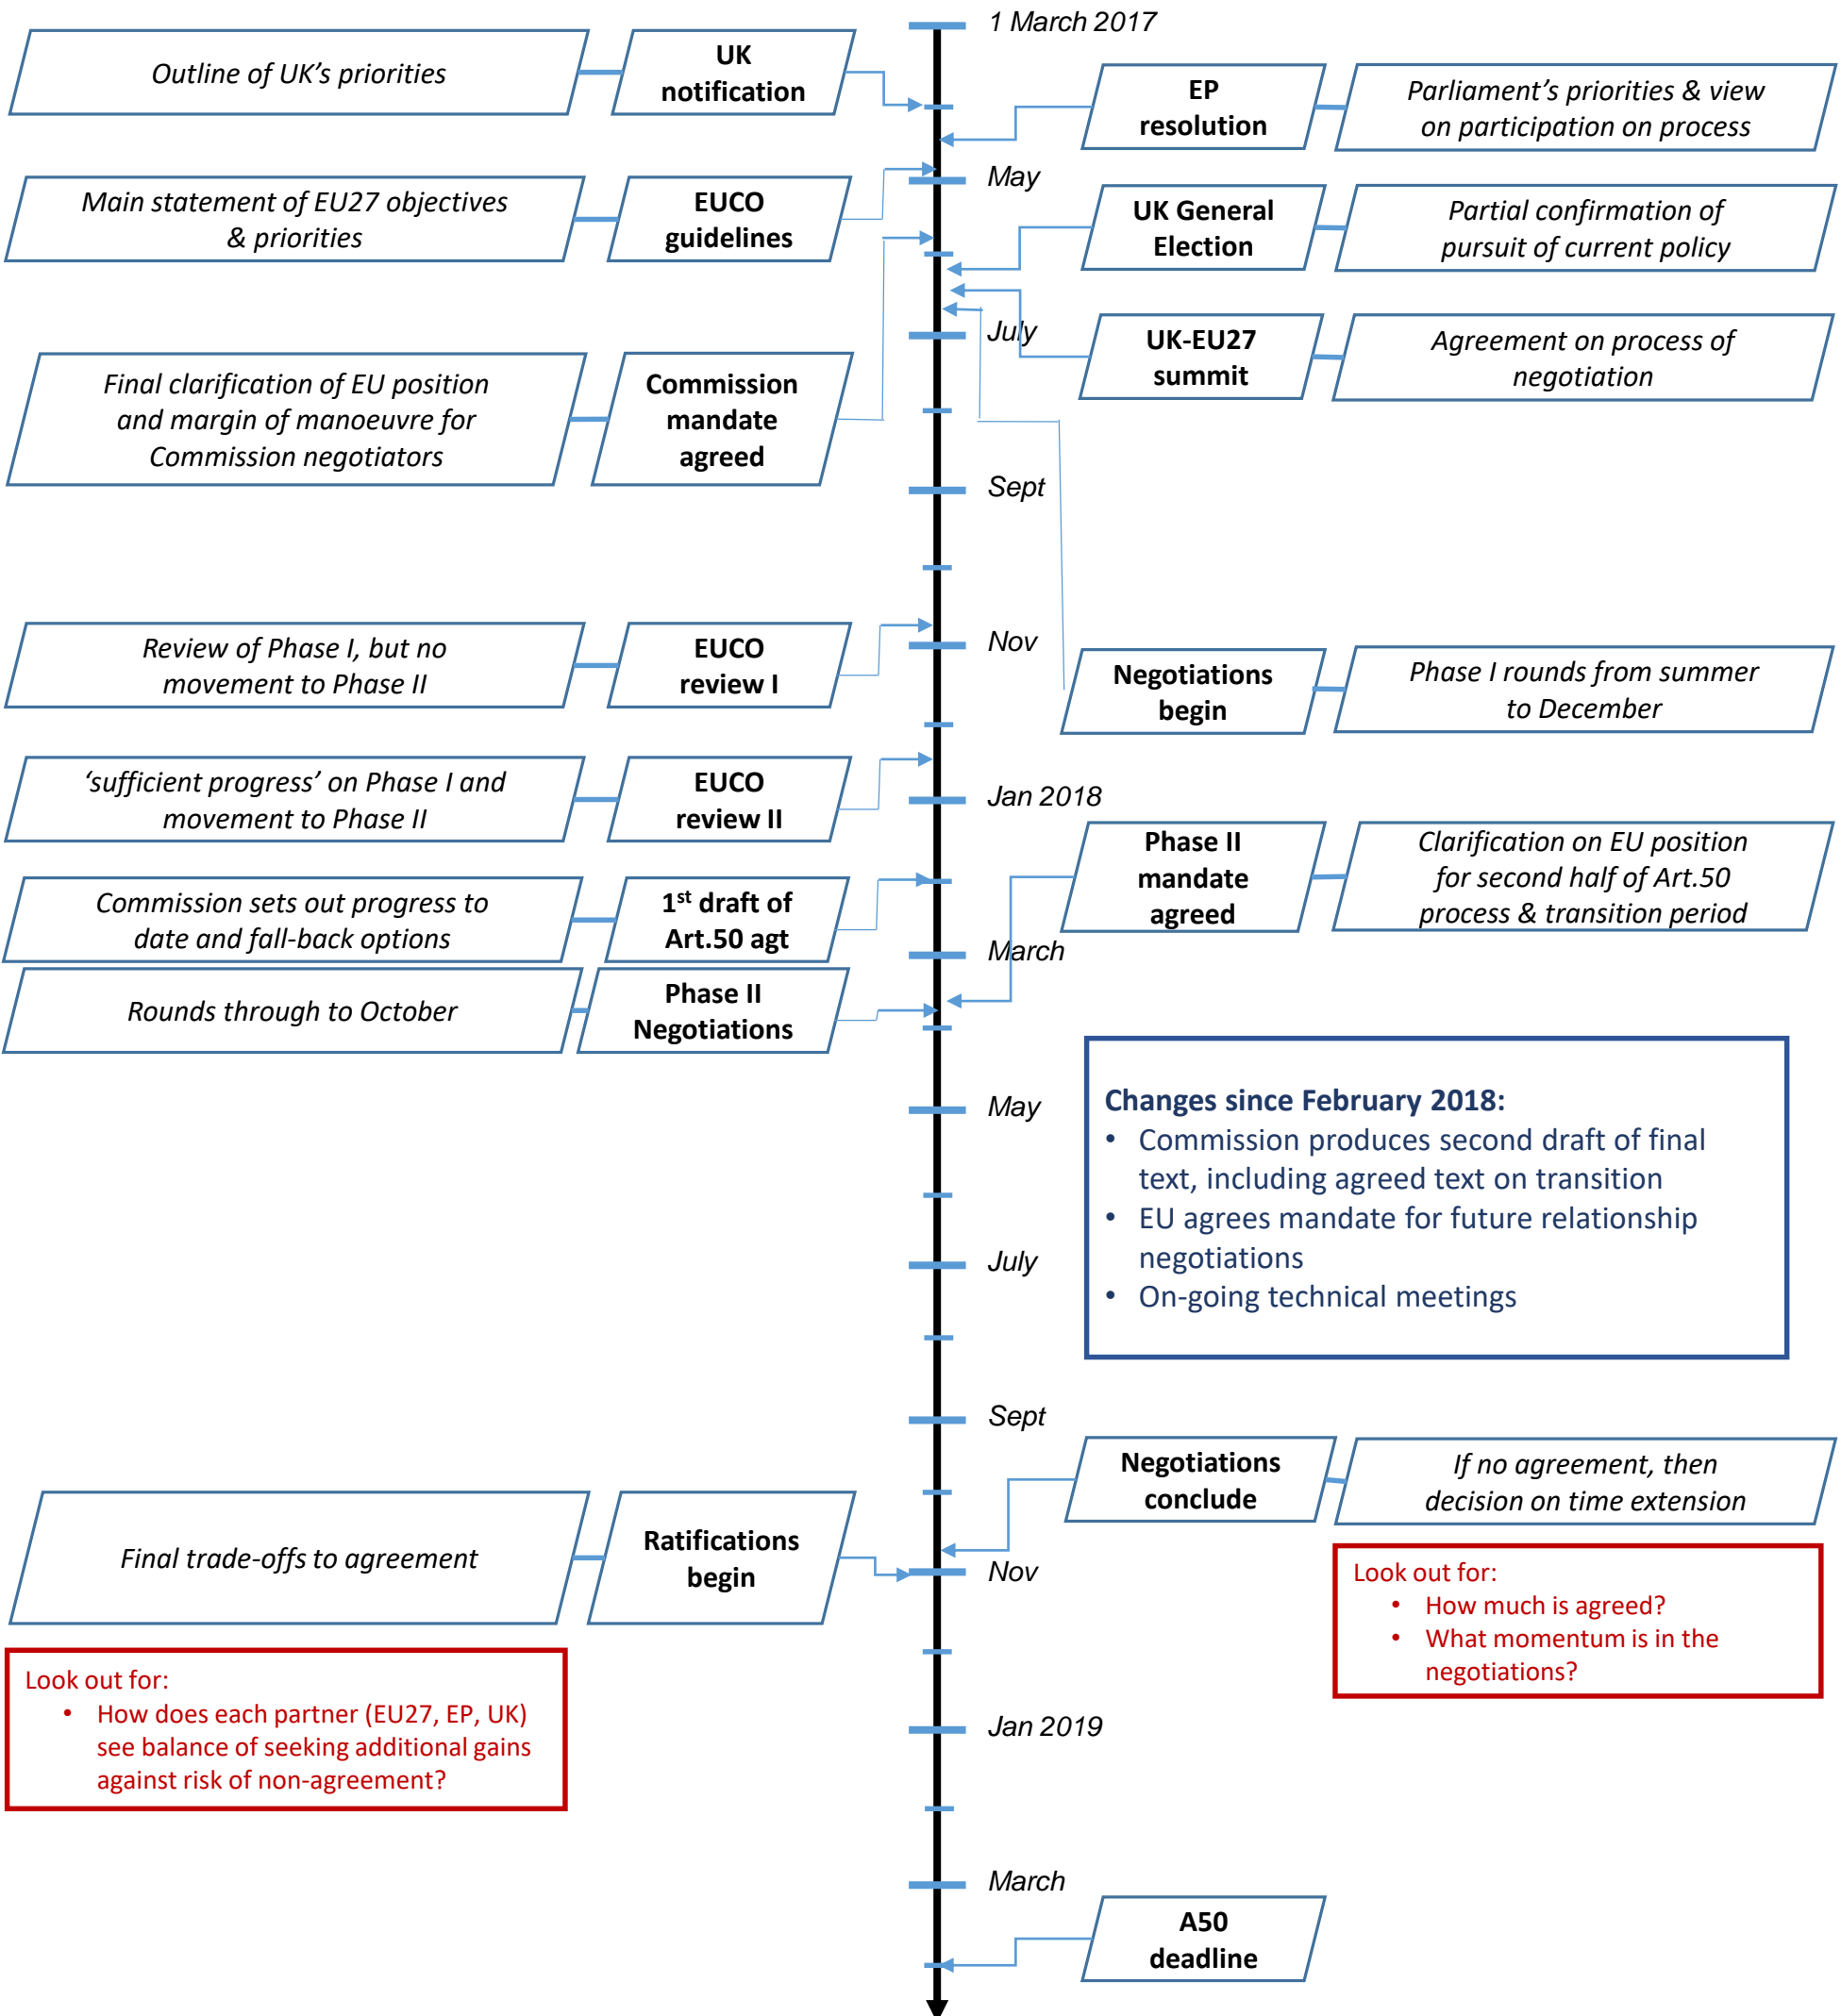 1 March 2017
Outline of UK's priorities
UK
notification
EP
resolution
Parliament's priorities & view
on participation on process
May
Main statement of EU27 objectives
& priorities
EUCO
guidelines
UK General
Election
Partial confirmation of
pursuit of current policy
July
UK-EU27
summit
Agreement on process of
negotiation
Final clarification of EU position
and margin of manoeuvre for
Commission negotiators
Commission
mandate
agreed
Sept
Review of Phase I, but no
movement to Phase II
EUCO
review I
Nov
Negotiations
begin
Phase I rounds from summer
to December
‘sufficient progress’ on Phase I and
movement to Phase II
EUCO
review II
Jan 2018
Phase II
mandate
agreed
Clarification on EU position
for second half of Art.50
process & transition period
Commission sets out progress to
date and fall-back options
1st draft of
Art.50 agt
March
Rounds through to October
Phase II
Negotiations
May
Changes since February 2018:
• Commission produces second draft of final
text, including agreed text on transition
• EU agrees mandate for future relationship
negotiations
• On-going technical meetings
July
Sept
Negotiations
conclude
If no agreement, then
decision on time extension
Final trade-offs to agreement
Ratifications
begin
Nov
Look out for:
• How much is agreed?
• What momentum is in the
negotiations?
Look out for:
• How does each partner (EU27, EP, UK)
see balance of seeking additional gains
against risk of non-agreement?
Jan 2019
March
A50
deadline